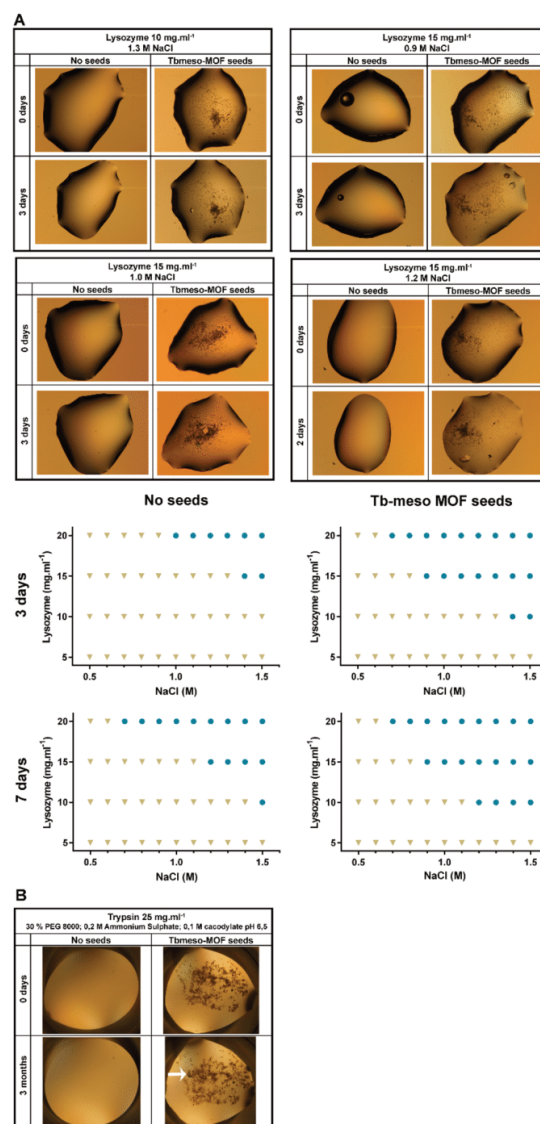 A
Lysozyme 10 mg.ml-1
1.3 M NaCl
No seeds Tbmeso-MOF seeds
0 days
3 days
Lysozyme 15 mg.ml-1
0.9 M NaCl
No seeds Tbmeso-MOF seeds
0 days
3 days
Lysozyme 15 mg.ml-1
1.0 M NaCl
No seeds Tbmeso-MOF seeds
0 days
3 days
Lysozyme 15 mg.ml-1
1.2 M NaCl
No seeds Tbmeso-MOF seeds
0 days
2 days
No seeds Tb-meso MOF seeds
3 days
Lysozyme (mg.ml-1)
20
15
10
5
0.5 1.0 1.5
NaCl (M)
Lysozyme (mg.ml-1)
20
15
10
5
0.5 1.0 1.5
NaCl (M)
7 days
Lysozyme (mg.ml-1)
20
15
10
5
0.5 1.0 1.5
NaCl (M)
Lysozyme (mg.ml-1)
20
15
10
5
0.5 1.0 1.5
NaCl (M)
B
Trypsin 25 mg.ml-1
30 % PEG 8000; 0,2 M Ammonium Sulphate; 0,1 M cacodylate pH 6,5
No seeds Tbmeso-MOF seeds
0 days
3 months